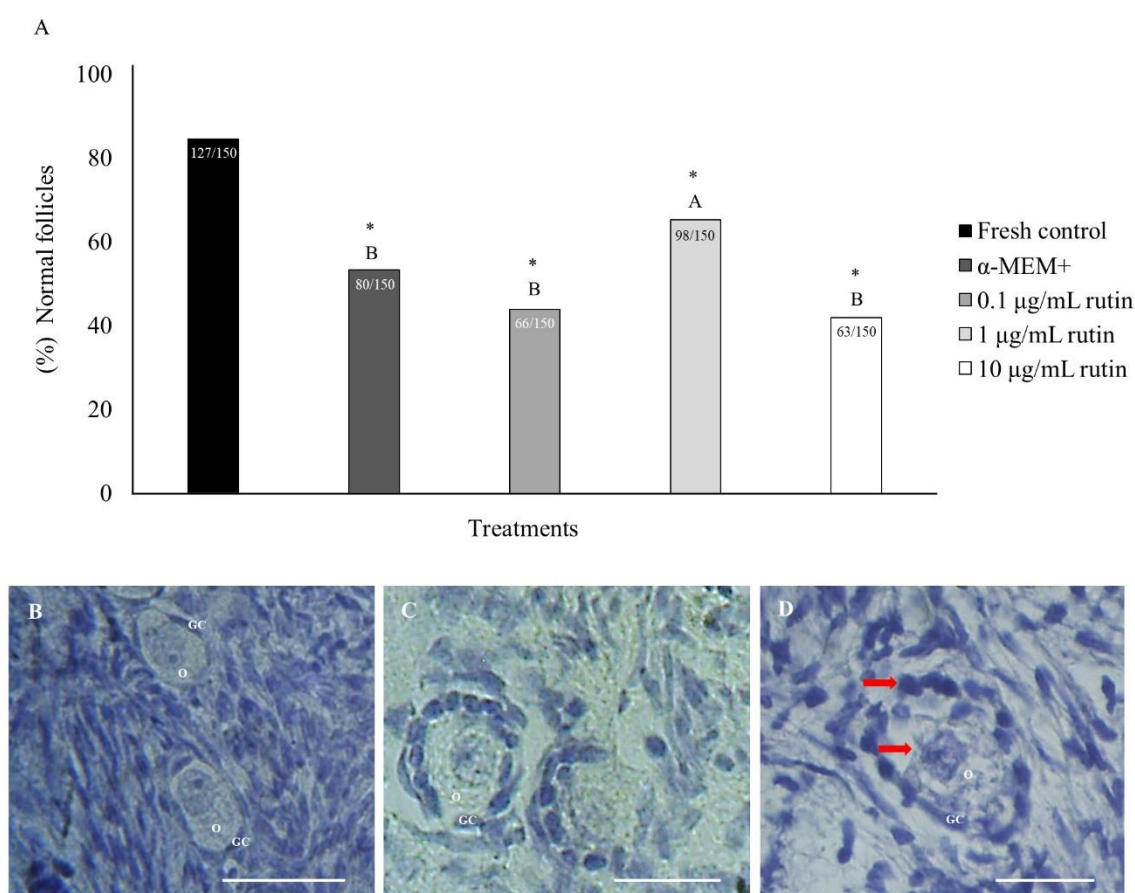 A
100
80
60
40
20
0
(%) Normal follicles
127/150
*
B
80/150
*
B
66/150
*
A
98/150
*
B
63/150
Treatments
Fresh control
α-MEM+
0.1 μg/mL rutin
1 μg/mL rutin
10 μg/mL rutin
B
GC
O
O
GC
C
O
GC
D
O
GC